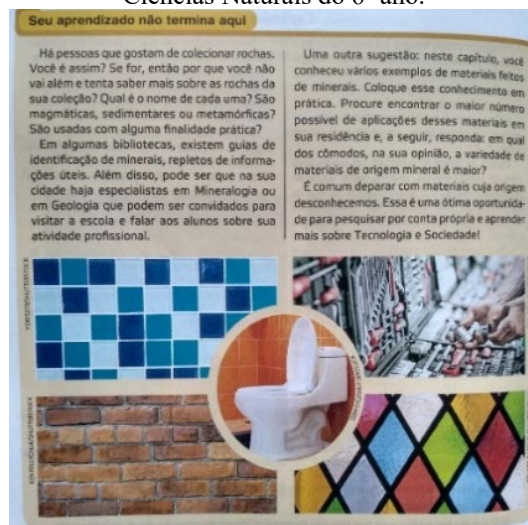 Ciências Naturais do 6º ano.
Seu aprendizado não termina aqui
Há pessoas que gostam de colecionar rochas.
Você é assim? Se for, então por que você não
vai além e tenta saber mais sobre as rochas da
sua coleção? Qual é o nome de cada uma? São
magmáticas, sedimentares ou metamórficas?
São usadas com alguma finalidade prática?
Em algumas bibliotecas, existem guias de
identificação de minerais, repletos de informa-
ções úteis. Além disso, pode ser que na sua
cidade haja especialistas em Mineralogia ou
em Geologia que podem ser convidados para
visitar a escola e falar aos alunos sobre sua
atividade profissional.
Uma outra sugestão: neste capítulo, você
conheceu vários exemplos de materiais feitos
de minerais. Coloque esse conhecimento em
prática. Procure encontrar o maior número
possível de aplicações desses materiais em
sua residência e, a seguir, responda: em qual
dos cômodos, na sua opinião, a variedade de
materiais de origem mineral é maior?
É comum deparar com materiais cuja origem
desconhecemos. Essa é uma ótima oportunida-
de para pesquisar por conta própria e aprender
mais sobre Tecnologia e Sociedade!